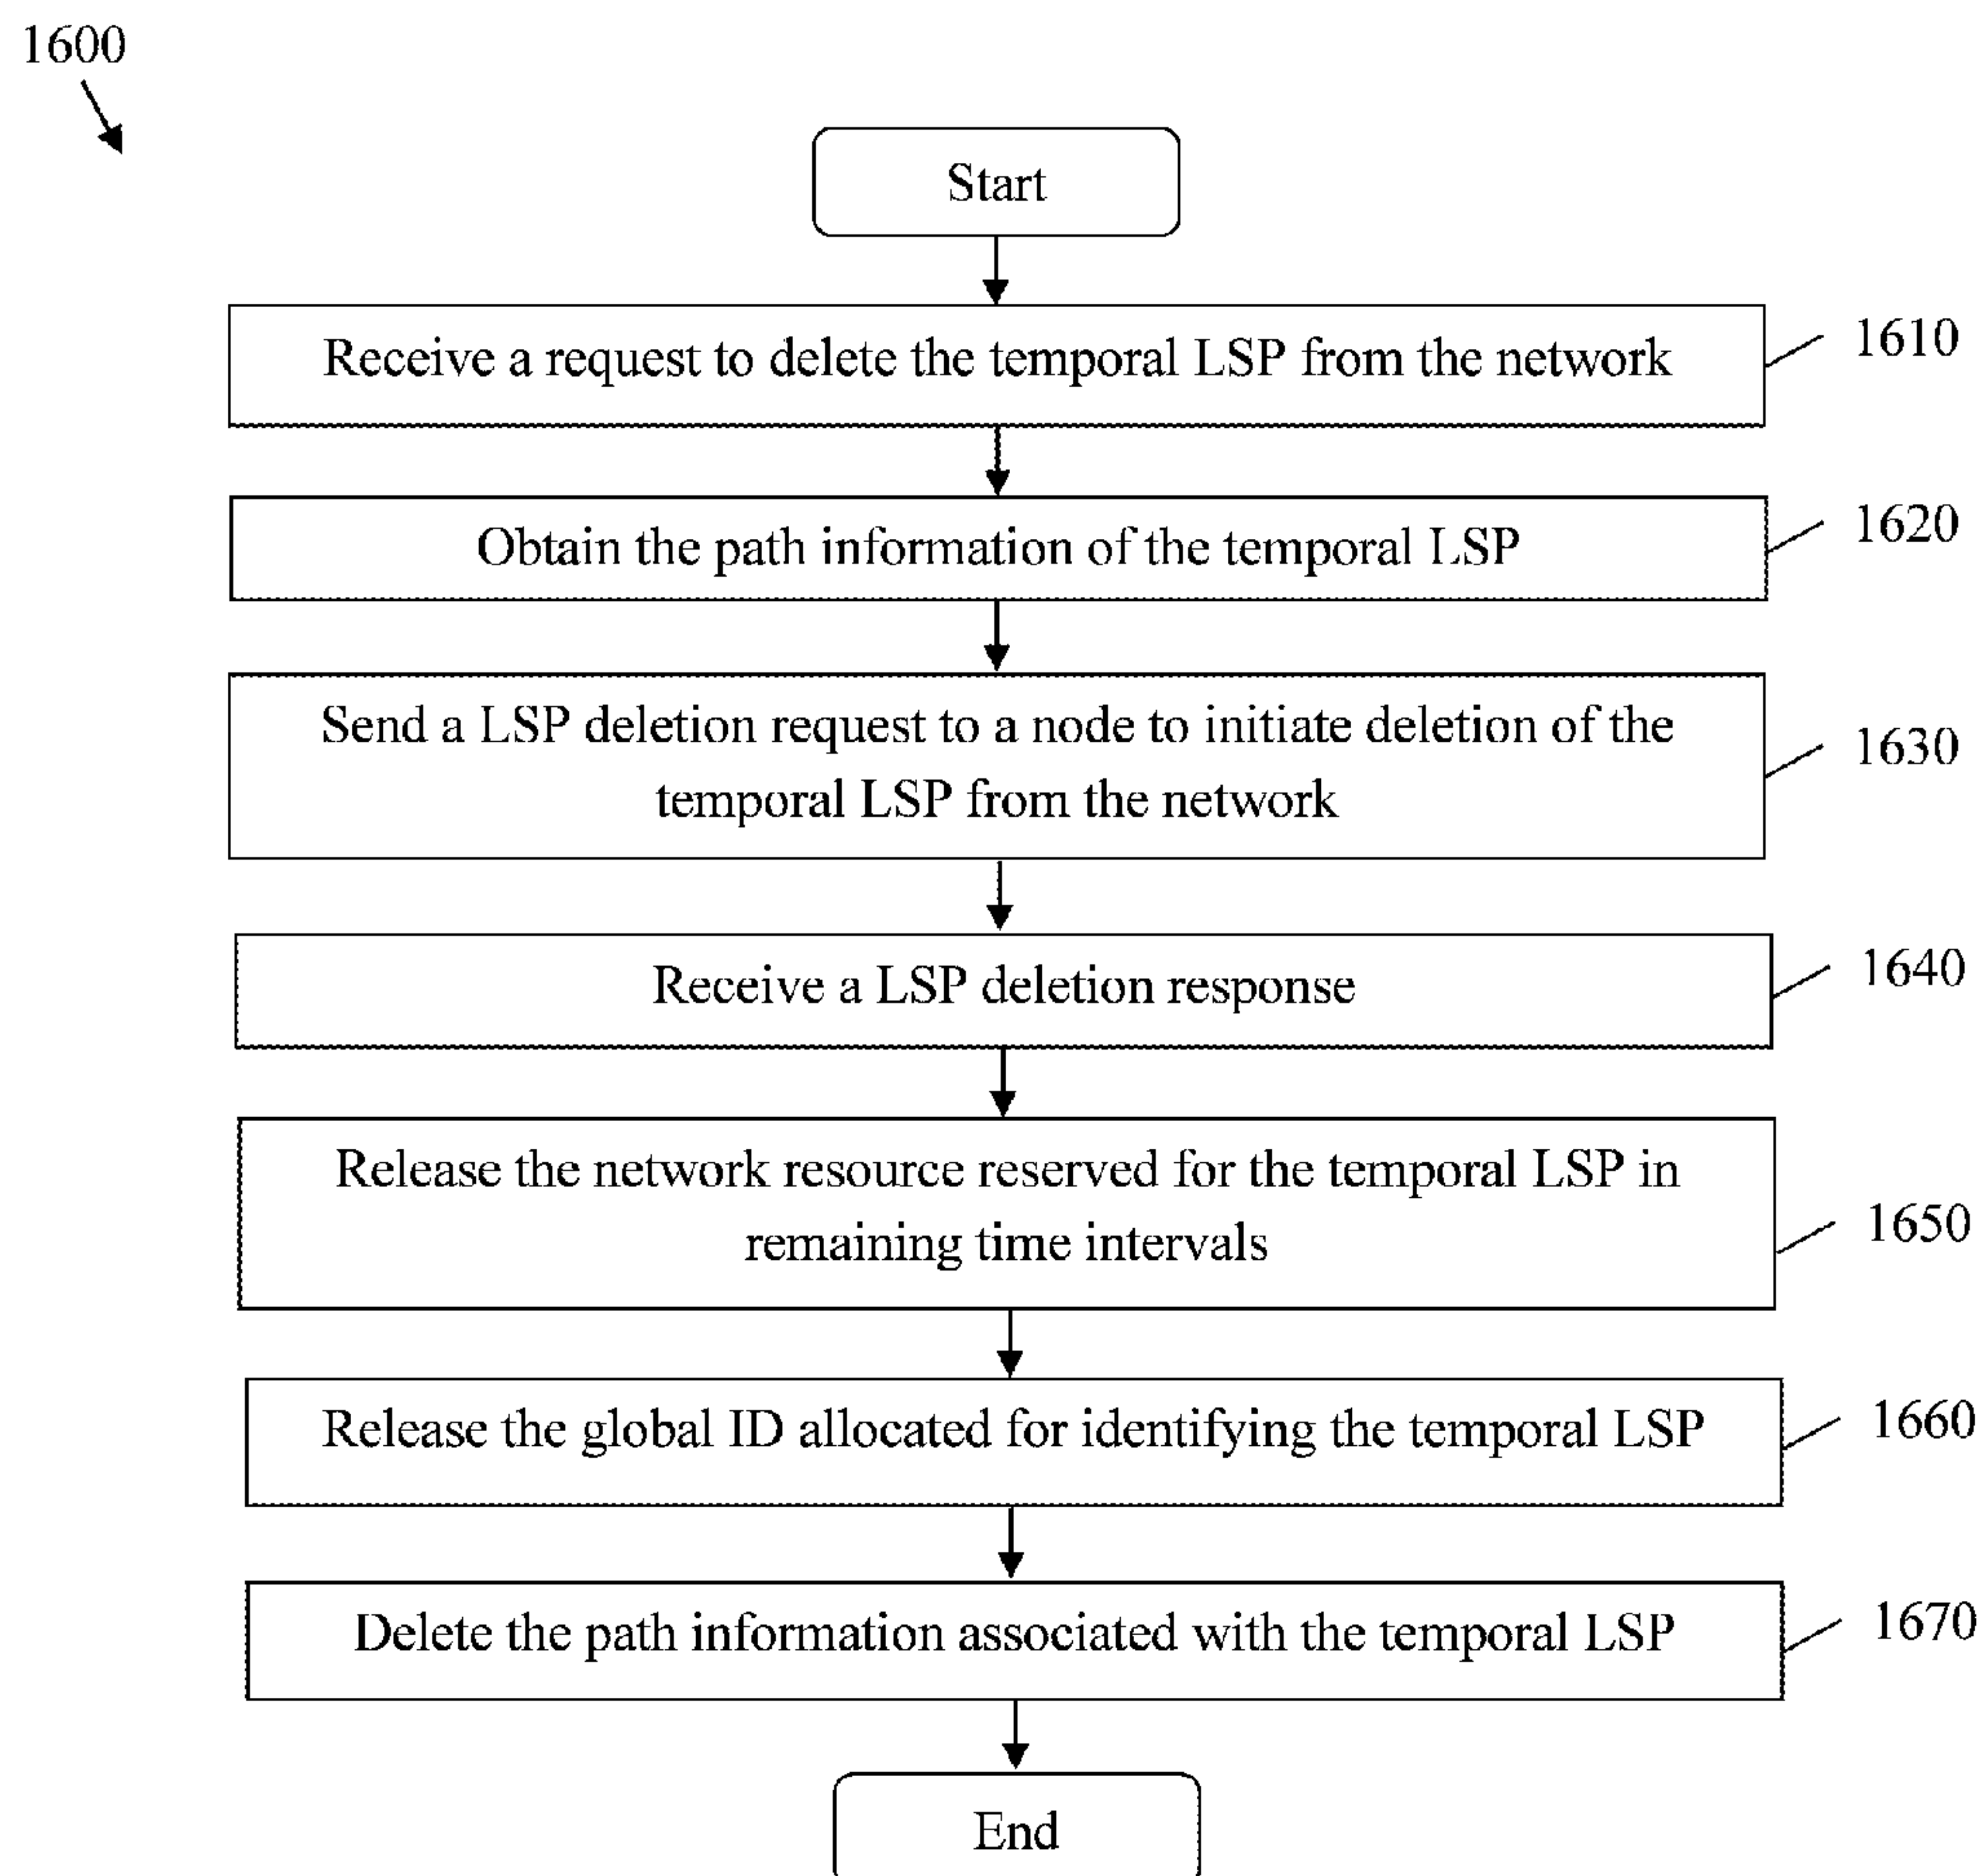 1600
Start
Receive a request to delete the temporal LSP from the network
1610
Obtain the path information of the temporal LSP
1620
Send a LSP deletion request to a node to initiate deletion of the
temporal LSP from the network
1630
Receive a LSP deletion response
1640
Release the network resource reserved for the temporal LSP in
remaining time intervals
1650
Release the global ID allocated for identifying the temporal LSP
1660
Delete the path information associated with the temporal LSP
1670
End